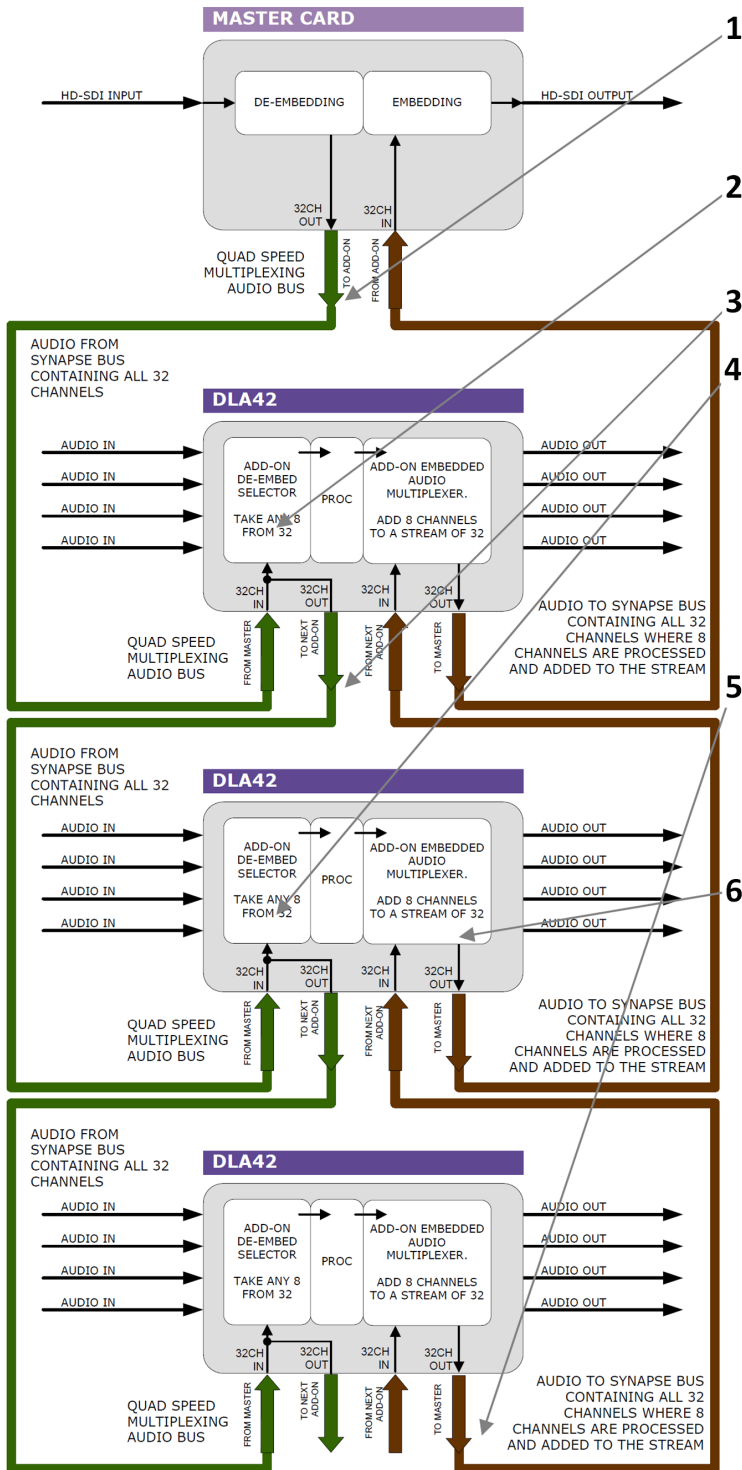 MASTER CARD
1
HD-SDI INPUT
DE-EMBEDDING
EMBEDDING
HD-SDI OUTPUT
2
32CH
OUT
32CH
IN
QUAD SPEED
MULTIPLEXING
AUDIO BUS
TO ADD-ON
FROM ADD-ON
3
AUDIO FROM
SYNAPSE BUS
CONTAINING ALL 32
CHANNELS
4
DLA42
AUDIO IN
AUDIO IN
AUDIO IN
AUDIO IN
ADD-ON
DE-EMBED
SELECTOR
TAKE ANY 8
FROM 32
PROC
ADD-ON EMBEDDED
AUDIO
MULTIPLEXER.
ADD 8 CHANNELS
TO A STREAM OF 32
AUDIO OUT
AUDIO OUT
AUDIO OUT
AUDIO OUT
32CH
IN
32CH
OUT
32CH
IN
32CH
OUT
QUAD SPEED
MULTIPLEXING
AUDIO BUS
FROM MASTER
TO NEXT
ADD-ON
FROM NEXT
ADD-ON
TO MASTER
AUDIO TO SYNAPSE BUS
CONTAINING ALL 32
CHANNELS WHERE 8
CHANNELS ARE PROCESSED
AND ADDED TO THE STREAM
5
AUDIO FROM
SYNAPSE BUS
CONTAINING ALL 32
CHANNELS
DLA42
AUDIO IN
AUDIO IN
AUDIO IN
AUDIO IN
ADD-ON
DE-EMBED
SELECTOR
TAKE ANY 8
FROM 32
PROC
ADD-ON EMBEDDED
AUDIO
MULTIPLEXER.
ADD 8 CHANNELS
TO A STREAM OF 32
AUDIO OUT
AUDIO OUT
AUDIO OUT
AUDIO OUT
6
32CH
IN
32CH
OUT
32CH
IN
32CH
OUT
QUAD SPEED
MULTIPLEXING
AUDIO BUS
FROM MASTER
TO NEXT
ADD-ON
FROM NEXT
ADD-ON
TO MASTER
AUDIO TO SYNAPSE BUS
CONTAINING ALL 32
CHANNELS WHERE 8
CHANNELS ARE PROCESSED
AND ADDED TO THE STREAM
AUDIO FROM
SYNAPSE BUS
CONTAINING ALL 32
CHANNELS
DLA42
AUDIO IN
AUDIO IN
AUDIO IN
AUDIO IN
ADD-ON
DE-EMBED
SELECTOR
TAKE ANY 8
FROM 32
PROC
ADD-ON EMBEDDED
AUDIO
MULTIPLEXER.
ADD 8 CHANNELS
TO A STREAM OF 32
AUDIO OUT
AUDIO OUT
AUDIO OUT
AUDIO OUT
32CH
IN
32CH
OUT
32CH
IN
32CH
OUT
QUAD SPEED
MULTIPLEXING
AUDIO BUS
FROM MASTER
TO NEXT
ADD-ON
FROM NEXT
ADD-ON
TO MASTER
AUDIO TO SYNAPSE BUS
CONTAINING ALL 32
CHANNELS WHERE 8
CHANNELS ARE PROCESSED
AND ADDED TO THE STREAM